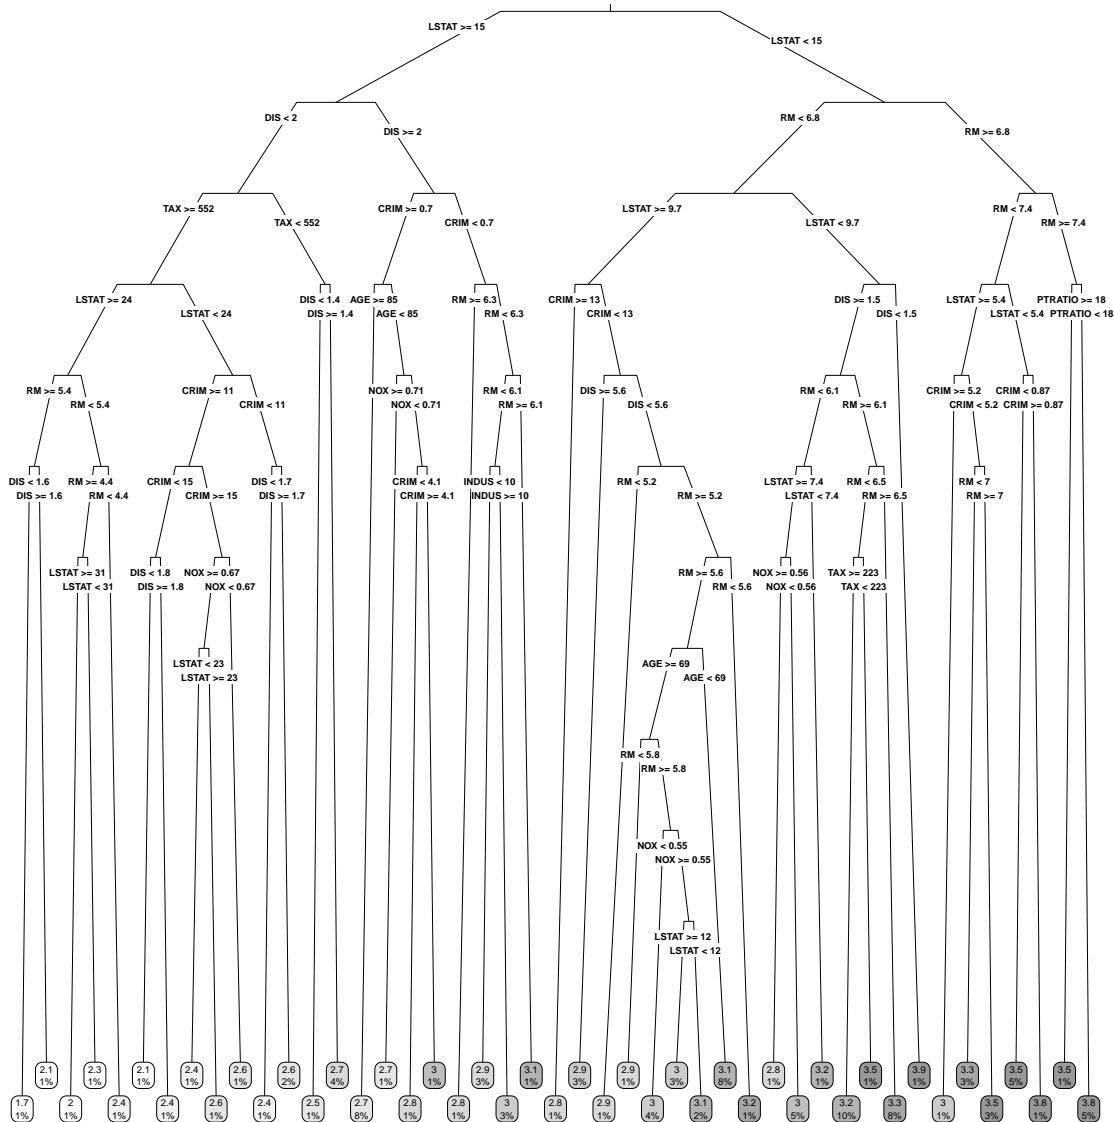 LSTAT >= 15
LSTAT < 15
DIS < 2
DIS >= 2
RM < 6.8
RM >= 6.8
TAX >= 552
TAX < 552
CRIM >= 0.7
CRIM < 0.7
LSTAT >= 9.7
LSTAT < 9.7
RM < 7.4
RM >= 7.4
LSTAT >= 24
LSTAT < 24
DIS < 1.4
DIS >= 1.4
AGE >= 85
AGE < 85
RM >= 6.3
RM < 6.3
CRIM >= 13
CRIM < 13
DIS >= 1.5
DIS < 1.5
LSTAT >= 5.4
LSTAT < 5.4
PTRATIO >= 18
PTRATIO < 18
RM >= 5.4
RM < 5.4
CRIM >= 11
CRIM < 11
NOX >= 0.71
NOX < 0.71
RM < 6.1
RM >= 6.1
DIS >= 5.6
DIS < 5.6
RM < 6.1
RM >= 6.1
CRIM >= 5.2
CRIM < 5.2
CRIM < 0.87
CRIM >= 0.87
DIS < 1.6
DIS >= 1.6
RM >= 4.4
RM < 4.4
CRIM < 15
CRIM >= 15
DIS < 1.7
DIS >= 1.7
CRIM < 4.1
CRIM >= 4.1
INDUS < 10
INDUS >= 10
RM < 5.2
RM >= 5.2
LSTAT >= 7.4
LSTAT < 7.4
RM < 6.5
RM >= 6.5
RM < 7
RM >= 7
LSTAT >= 31
LSTAT < 31
DIS < 1.8
DIS >= 1.8
NOX >= 0.67
NOX < 0.67
RM >= 5.6
RM < 5.6
NOX >= 0.56
NOX < 0.56
TAX >= 223
TAX < 223
LSTAT < 23
LSTAT >= 23
AGE >= 69
AGE < 69
RM < 5.8
RM >= 5.8
NOX < 0.55
NOX >= 0.55
LSTAT >= 12
LSTAT < 12
1.7
1%
2.1
1%
2
1%
2.3
1%
2.4
1%
2.1
1%
2.4
1%
2.4
1%
2.6
1%
2.6
1%
2.4
1%
2.6
2%
2.5
1%
2.7
4%
2.7
8%
2.7
1%
2.8
1%
3
1%
2.8
1%
2.9
3%
3
3%
3.1
1%
2.8
1%
2.9
3%
2.9
1%
2.9
1%
3
4%
3
3%
3.1
2%
3.1
8%
3.2
1%
2.8
1%
3
5%
3.2
1%
3.2
10%
3.5
1%
3.3
8%
3.9
1%
3
1%
3.3
3%
3.5
3%
3.5
5%
3.8
1%
3.5
1%
3.8
5%